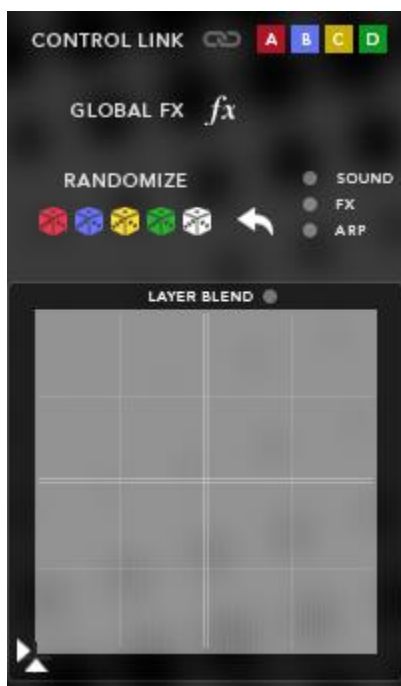 CONTROL LINK A B C D
GLOBAL FX fx
RANDOMIZE
SOUND
FX
ARP
LAYER BLEND